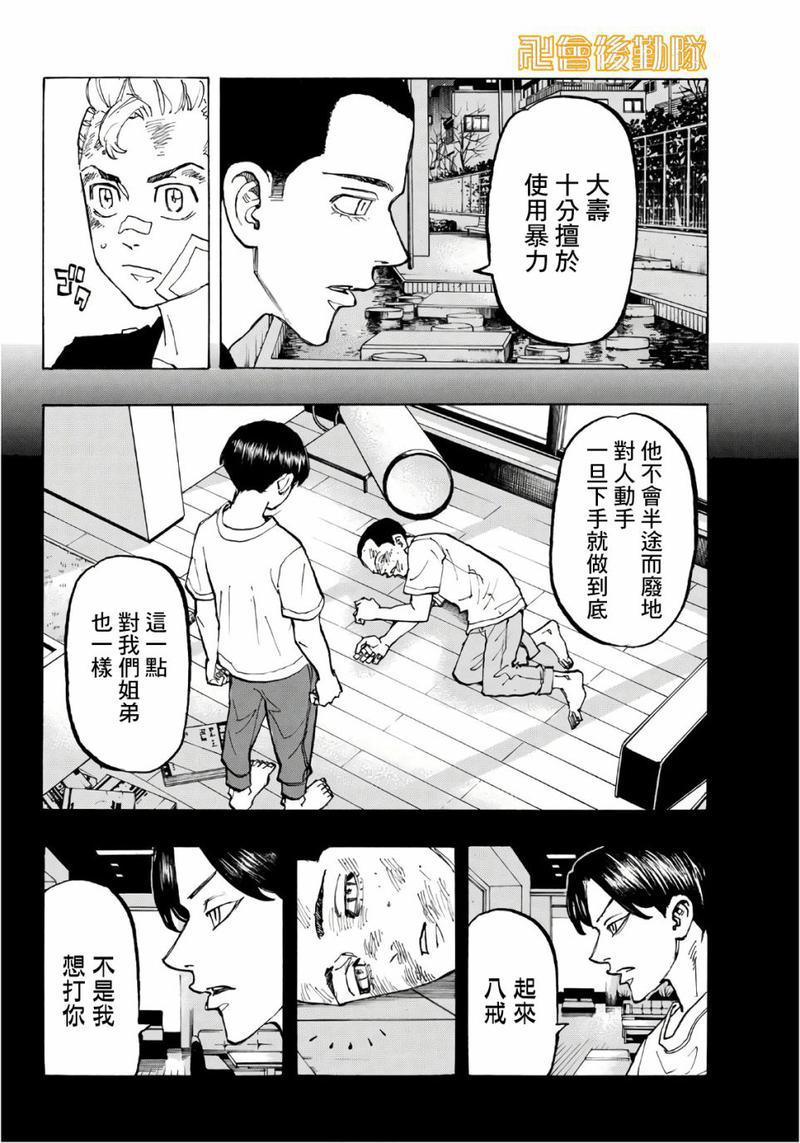 卍會後勤隊
大壽
十分擅於
使用暴力
ゴク
他不會半途而廢地
對人動手
一旦下手就做到底
這一點
對我們姐弟
也一樣
起來
八戒
不是我
想打你